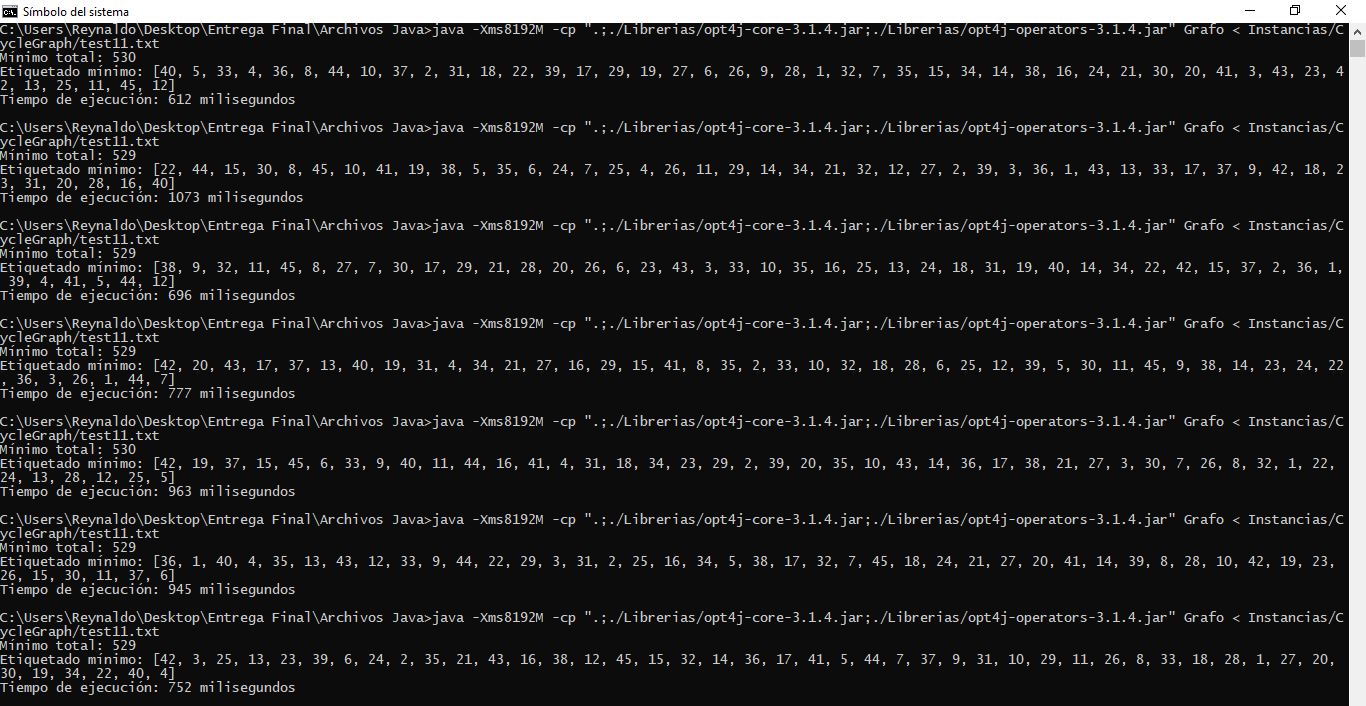 Símbolo del sistema
C:\Users\Reynaldo\Desktop\Entrega Final\Archivos Java>java -Xms8192M -cp ".;./Librerias/opt4j-core-3.1.4.jar;./Librerias/opt4j-operators-3.1.4.jar" Grafo < Instancias/C
ycleGraph/test11.txt
Mínimo total: 530
Etiquetado mínimo: [40, 5, 33, 4, 36, 8, 44, 10, 37, 2, 31, 18, 22, 39, 17, 29, 19, 27, 6, 26, 9, 28, 1, 32, 7, 35, 15, 34, 14, 38, 16, 24, 21, 30, 20, 41, 3, 43, 23, 4
2, 13, 25, 11, 45, 12]
Tiempo de ejecución: 612 milisegundos
C:\Users\Reynaldo\Desktop\Entrega Final\Archivos Java>java -Xms8192M -cp ".;./Librerias/opt4j-core-3.1.4.jar;./Librerias/opt4j-operators-3.1.4.jar" Grafo < Instancias/C
ycleGraph/test11.txt
Mínimo total: 529
Etiquetado mínimo: [22, 44, 15, 30, 8, 45, 10, 41, 19, 38, 5, 35, 6, 24, 7, 25, 4, 26, 11, 29, 14, 34, 21, 32, 12, 27, 2, 39, 3, 36, 1, 43, 13, 33, 17, 37, 9, 42, 18, 2
3, 31, 20, 28, 16, 40]
Tiempo de ejecución: 1073 milisegundos
C:\Users\Reynaldo\Desktop\Entrega Final\Archivos Java>java -Xms8192M -cp ".;./Librerias/opt4j-core-3.1.4.jar;./Librerias/opt4j-operators-3.1.4.jar" Grafo < Instancias/C
ycleGraph/test11.txt
Mínimo total: 529
Etiquetado mínimo: [38, 9, 32, 11, 45, 8, 27, 7, 30, 17, 29, 21, 28, 20, 26, 6, 23, 43, 3, 33, 10, 35, 16, 25, 13, 24, 18, 31, 19, 40, 14, 34, 22, 42, 15, 37, 2, 36, 1,
 39, 4, 41, 5, 44, 12]
Tiempo de ejecución: 696 milisegundos
C:\Users\Reynaldo\Desktop\Entrega Final\Archivos Java>java -Xms8192M -cp ".;./Librerias/opt4j-core-3.1.4.jar;./Librerias/opt4j-operators-3.1.4.jar" Grafo < Instancias/C
ycleGraph/test11.txt
Mínimo total: 529
Etiquetado mínimo: [42, 20, 43, 17, 37, 13, 40, 19, 31, 4, 34, 21, 27, 16, 29, 15, 41, 8, 35, 2, 33, 10, 32, 18, 28, 6, 25, 12, 39, 5, 30, 11, 45, 9, 38, 14, 23, 24, 22
, 36, 3, 26, 1, 44, 7]
Tiempo de ejecución: 777 milisegundos
C:\Users\Reynaldo\Desktop\Entrega Final\Archivos Java>java -Xms8192M -cp ".;./Librerias/opt4j-core-3.1.4.jar;./Librerias/opt4j-operators-3.1.4.jar" Grafo < Instancias/C
ycleGraph/test11.txt
Mínimo total: 530
Etiquetado mínimo: [42, 19, 37, 15, 45, 6, 33, 9, 40, 11, 44, 16, 41, 4, 31, 18, 34, 23, 29, 2, 39, 20, 35, 10, 43, 14, 36, 17, 38, 21, 27, 3, 30, 7, 26, 8, 32, 1, 22,
24, 13, 28, 12, 25, 5]
Tiempo de ejecución: 963 milisegundos
C:\Users\Reynaldo\Desktop\Entrega Final\Archivos Java>java -Xms8192M -cp ".;./Librerias/opt4j-core-3.1.4.jar;./Librerias/opt4j-operators-3.1.4.jar" Grafo < Instancias/C
ycleGraph/test11.txt
Mínimo total: 529
Etiquetado mínimo: [36, 1, 40, 4, 35, 13, 43, 12, 33, 9, 44, 22, 29, 3, 31, 2, 25, 16, 34, 5, 38, 17, 32, 7, 45, 18, 24, 21, 27, 20, 41, 14, 39, 8, 28, 10, 42, 19, 23,
26, 15, 30, 11, 37, 6]
Tiempo de ejecución: 945 milisegundos
C:\Users\Reynaldo\Desktop\Entrega Final\Archivos Java>java -Xms8192M -cp ".;./Librerias/opt4j-core-3.1.4.jar;./Librerias/opt4j-operators-3.1.4.jar" Grafo < Instancias/C
ycleGraph/test11.txt
Mínimo total: 529
Etiquetado mínimo: [42, 3, 25, 13, 23, 39, 6, 24, 2, 35, 21, 43, 16, 38, 12, 45, 15, 32, 14, 36, 17, 41, 5, 44, 7, 37, 9, 31, 10, 29, 11, 26, 8, 33, 18, 28, 1, 27, 20,
30, 19, 34, 22, 40, 4]
Tiempo de ejecución: 752 milisegundos